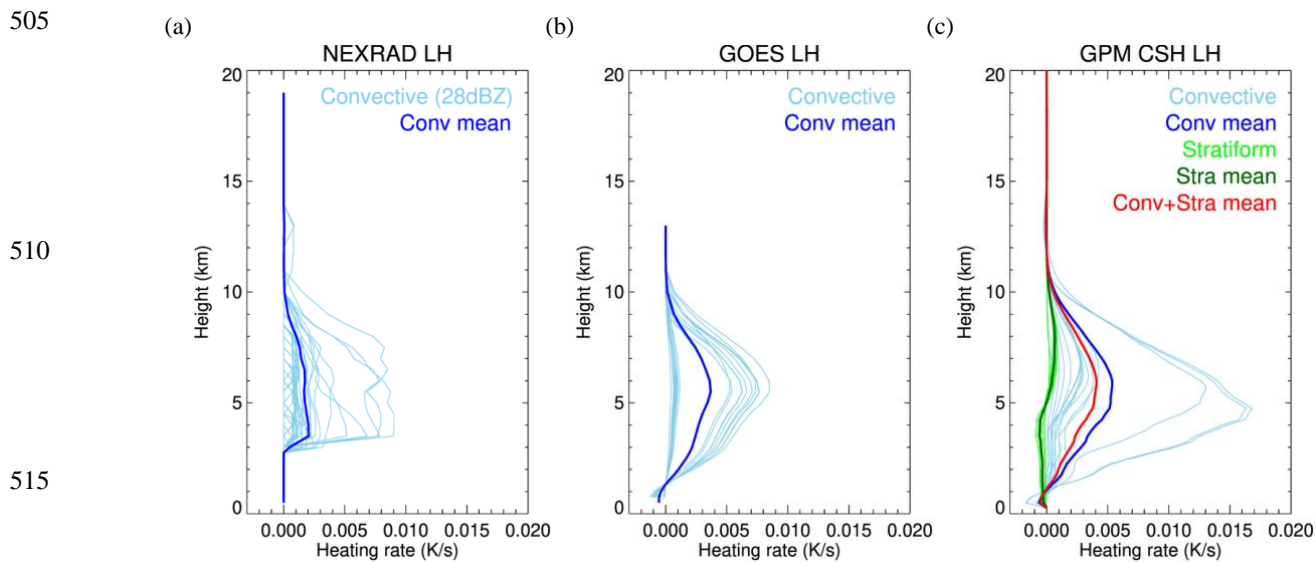 505
(a) (b) (c)
NEXRAD LH GOES LH GPM CSH LH
20 20 20
Convective (28dBZ) Convective Convective
Conv mean Conv mean Conv mean
Stratiform
15 15 15 Stra mean
Conv+Stra mean
510
Height (km) Height (km) Height (km)
10 10 10
5 5 5
515
0 0 0
0.000 0.005 0.010 0.015 0.020 0.000 0.005 0.010 0.015 0.020 0.000 0.005 0.010 0.015 0.020
Heating rate (K/s) Heating rate (K/s) Heating rate (K/s)